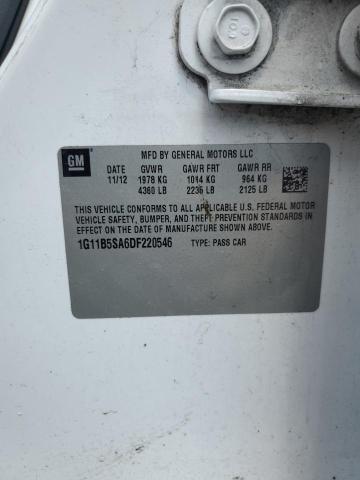 GM
MFD BY GENERAL MOTORS LLC
DATE GVWR GAWR FRT GAWR RR
11/12 1978 KG 1014 KG 964 KG
4360 LB 2235 LB 2125 LB
THIS VEHICLE CONFORMS TO ALL U.S. FEDERAL MOTOR
VEHICLE SAFETY, BUMPER, AND THEFT PREVENTION STANDARDS IN
EFFECT ON THE DATE OF MANUFACTURE SHOWN ABOVE.
1G11B5SA6DF220546 TYPE: PASS CAR